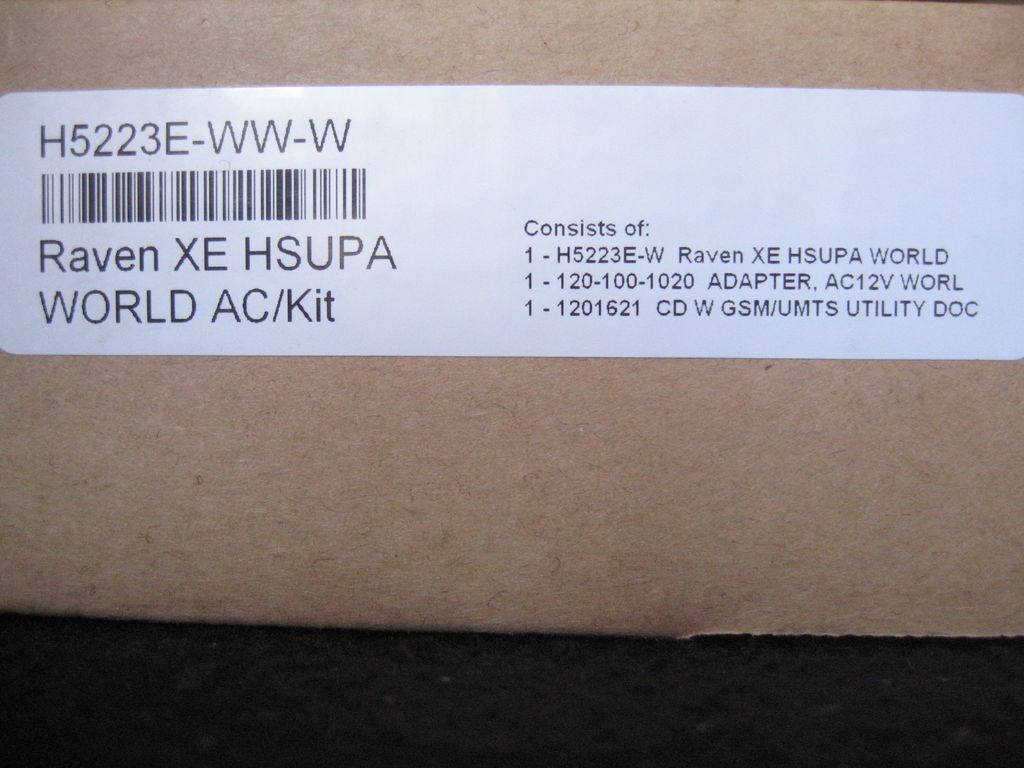 H5223E-WW-W
Raven XE HSUPA
WORLD AC/Kit
Consists of:
1 - H5223E-W Raven XE HSUPA WORLD
1 - 120-100-1020 ADAPTER, AC12V WORL
1 - 1201621 CD W GSM/UMTS UTILITY DOC